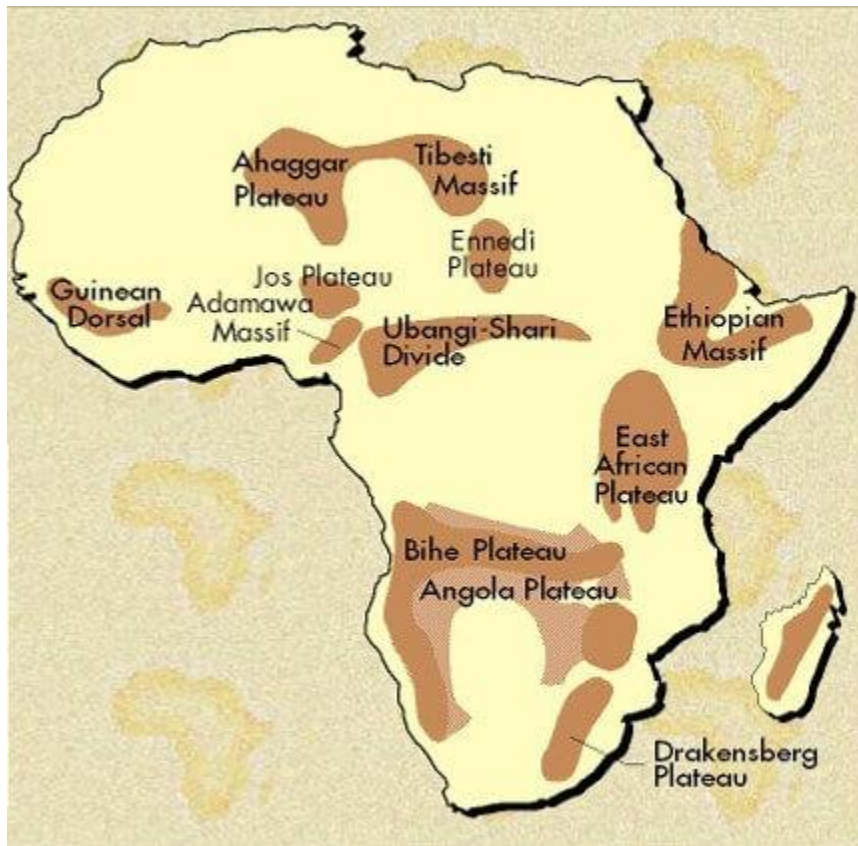 Ahaggar
Plateau
Tibesti
Massif
Ennedi
Plateau
Jos Plateau
Guinean
Dorsal
Adamawa
Massif
Ubangi-Shari
Divide
Ethiopian
Massif
East
African
Plateau
Bihe Plateau
Angola Plateau
Drakensberg
Plateau